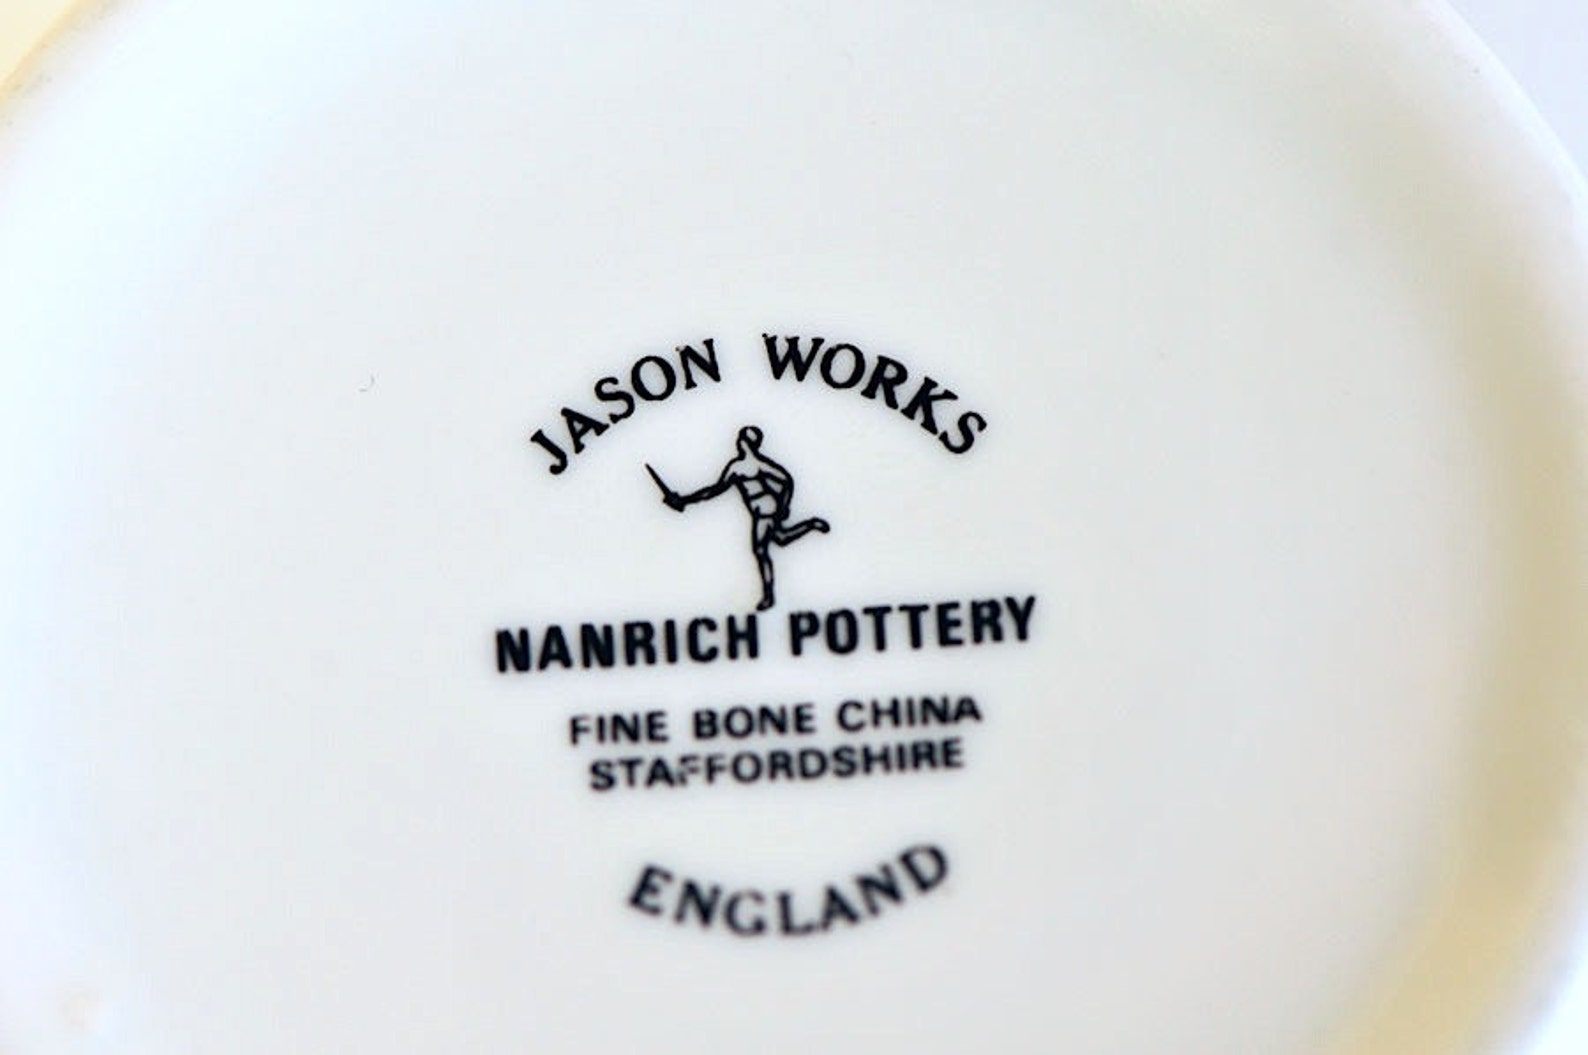 JASON WORKS
NANRICH POTTERY
FINE BONE CHINA
STAFFORDSHIRE
ENGLAND